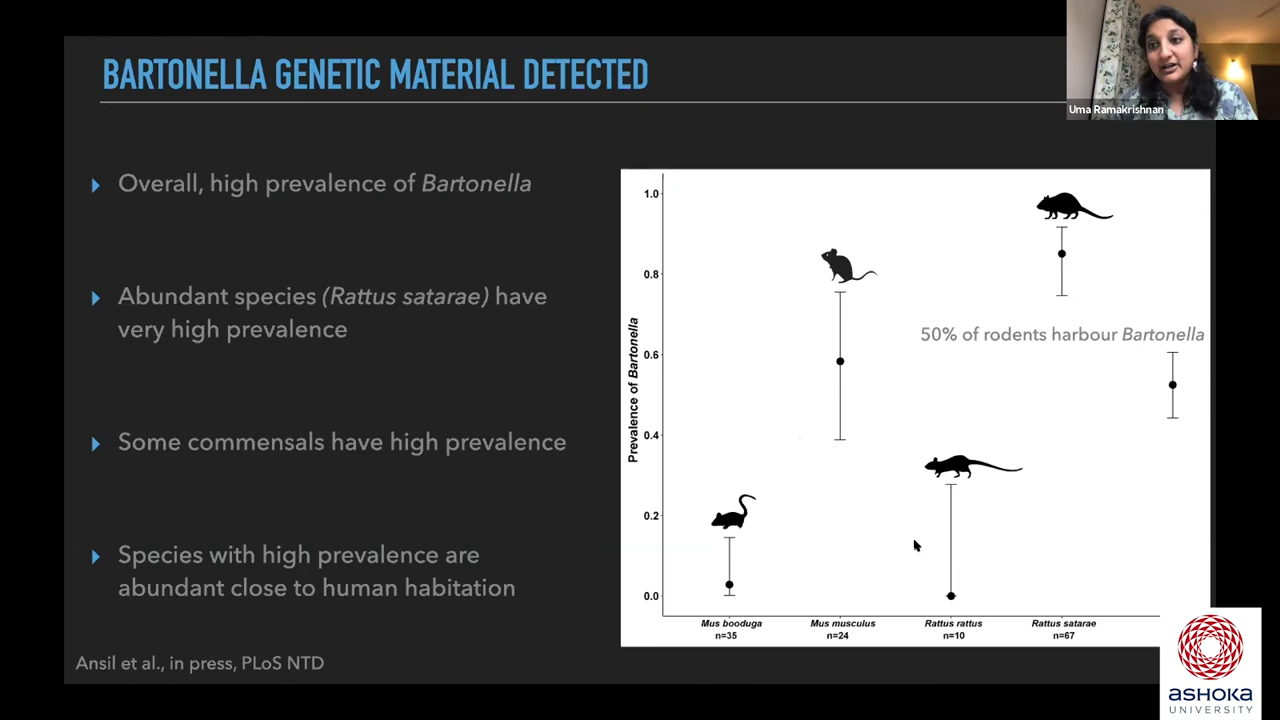 BARTONELLA GENETIC MATERIAL DETECTED
Uma Ramakrishnan
Overall, high prevalence of Bartonella
Abundant species (Rattus satarae) have
very high prevalence
Some commensals have high prevalence
Species with high prevalence are
abundant close to human habitation
Ansil et al., in press, PLoS NTD
Prevalence of Bartonella
1.0
0.8
0.6
0.4
0.2
0.0
50% of rodents harbour Bartonella
Mus booduga Mus musculus Rattus rattus Rattus satarae
n=35 n=24 n=10 n=67
ASHOKA
UNIVERSITY